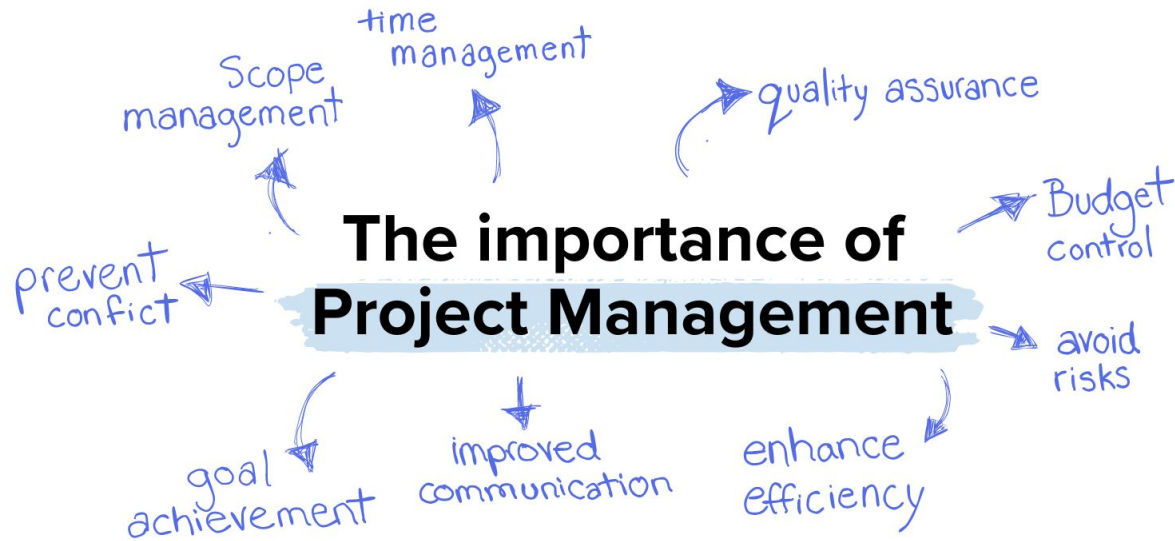 time
management
Scope
management
quality assurance
Budget
control
prevent
confict
The importance of
Project Management
avoid
risks
goal
achievement
improved
communication
enhance
efficiency